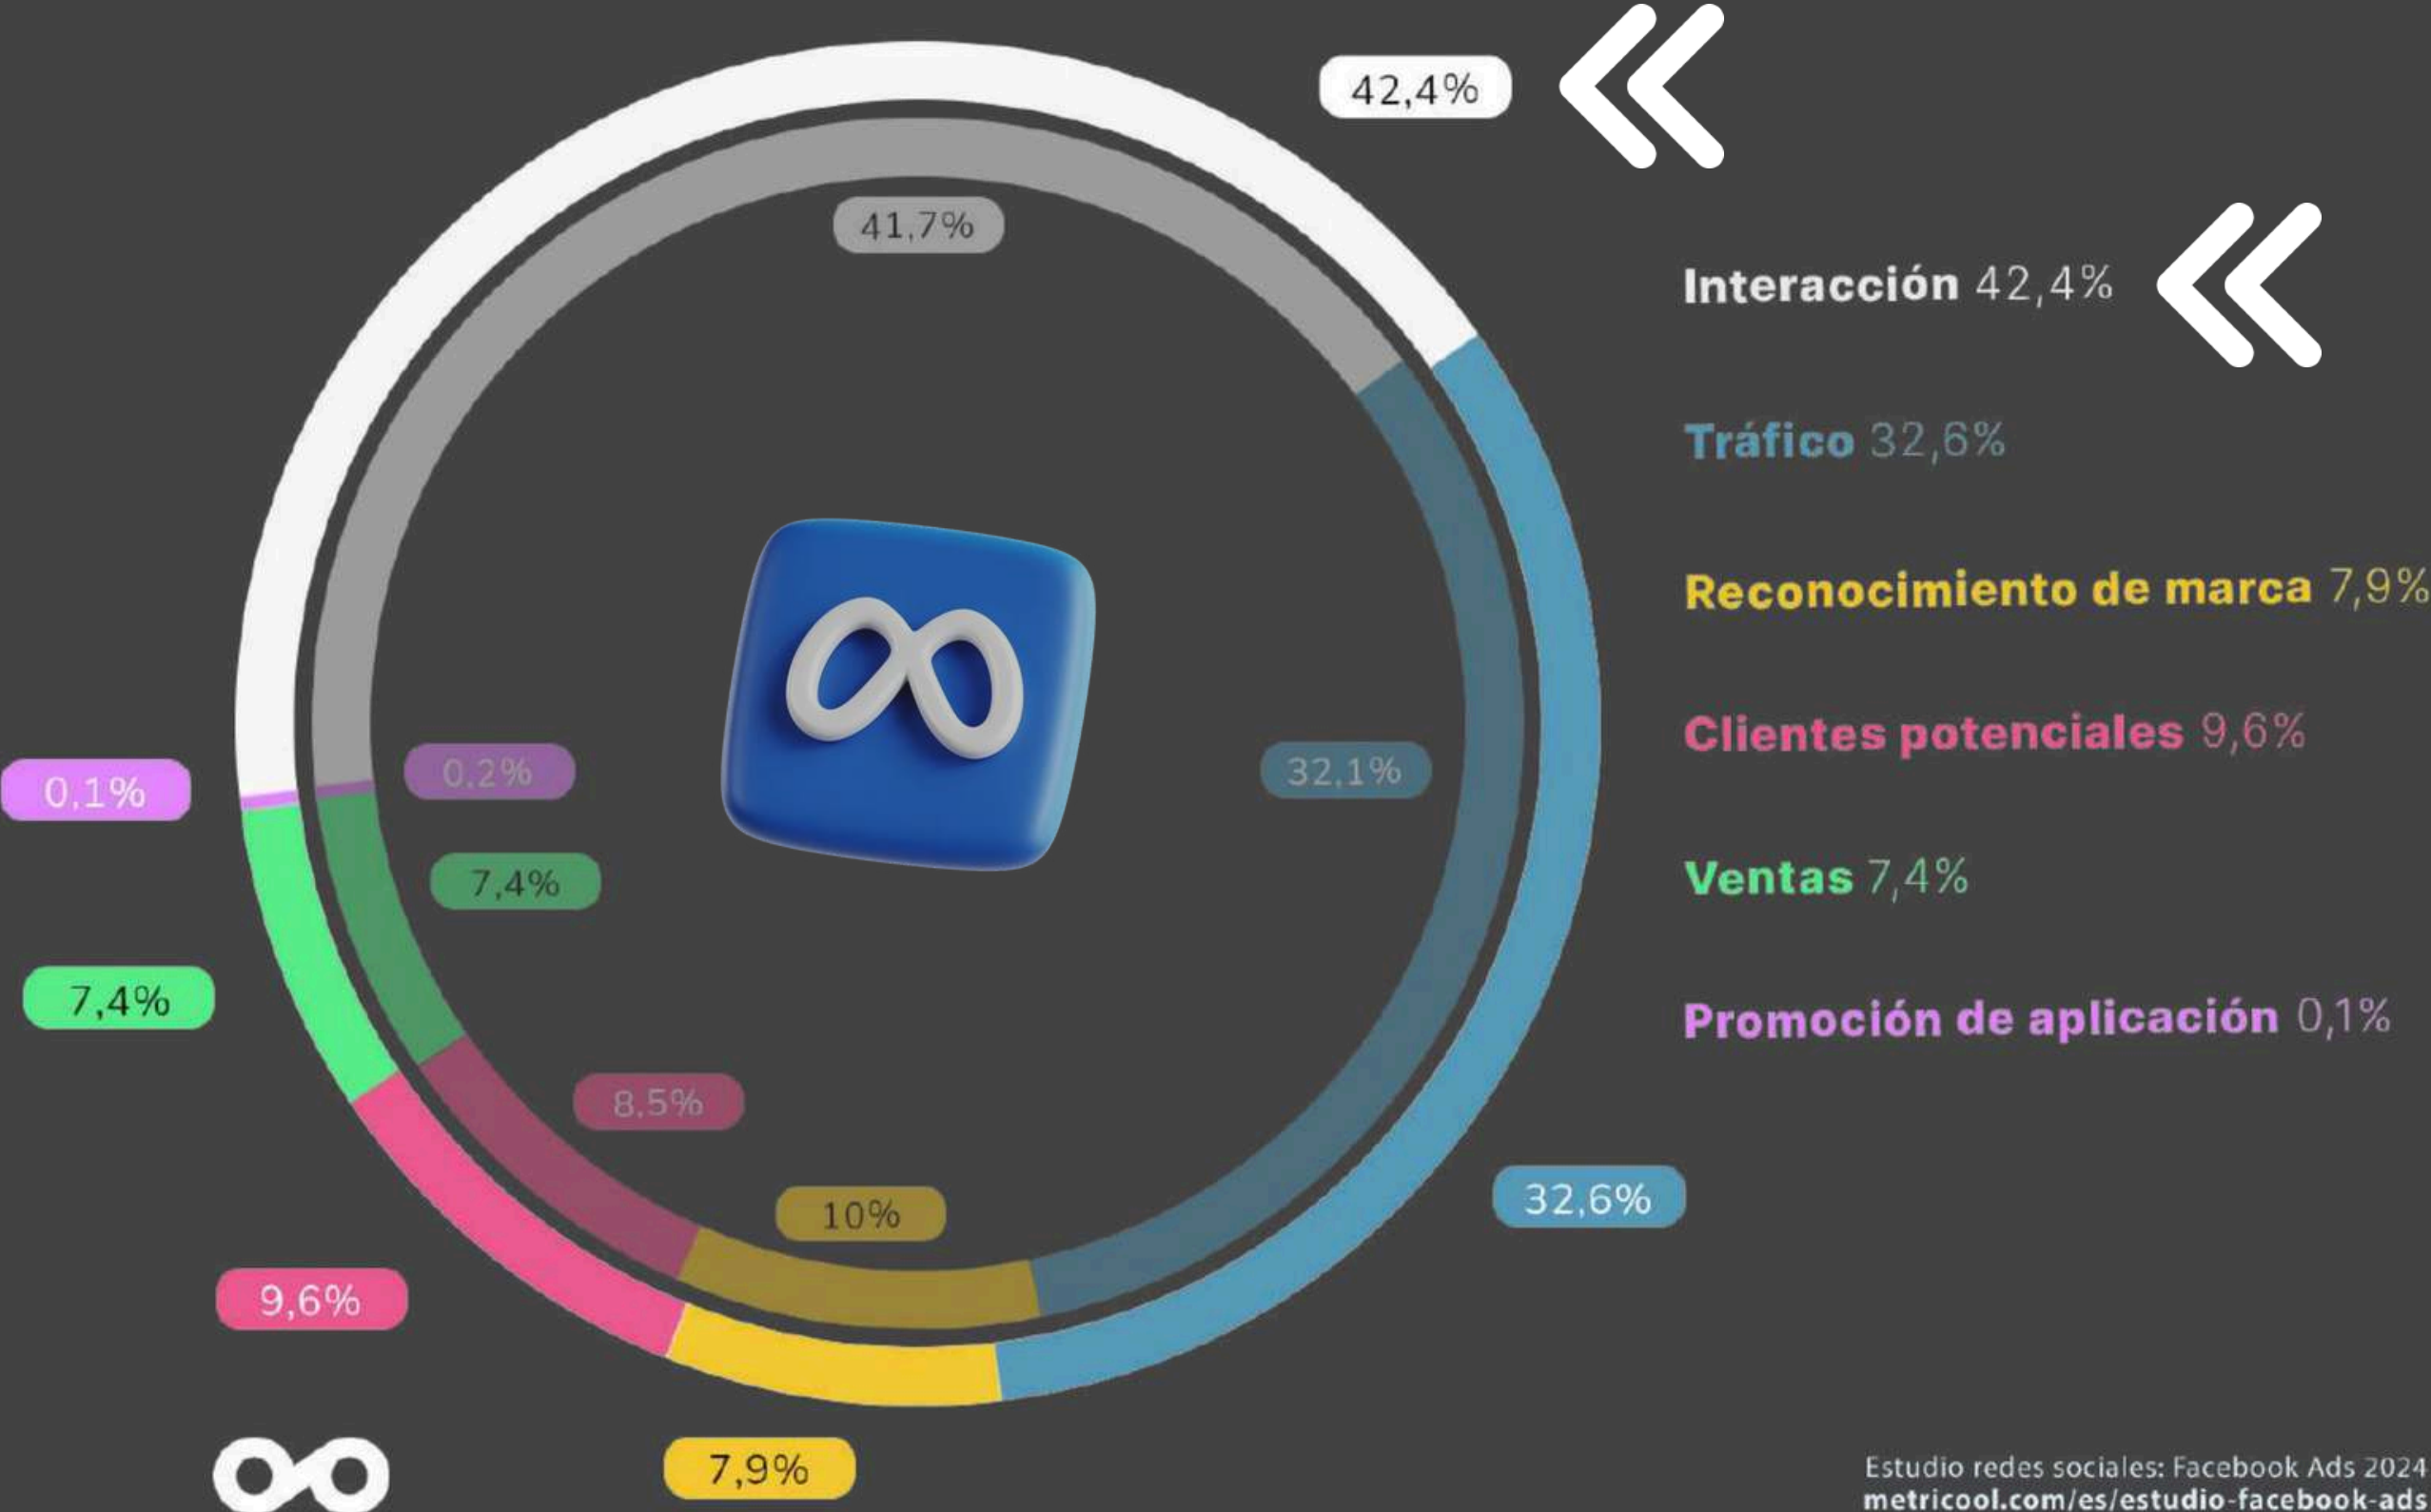 42,4%
41,7%
Interacción 42,4%
Tráfico 32,6%
Reconocimiento de marca 7,9%
Clientes potenciales 9,6%
0,1%
0,2%
32,1%
7,4%
Ventas 7,4%
7,4%
Promoción de aplicación 0,1%
8,5%
32,6%
10%
9,6%
7,9%
Estudio redes sociales: Facebook Ads 2024
metricool.com/es/estudio-facebook-ads